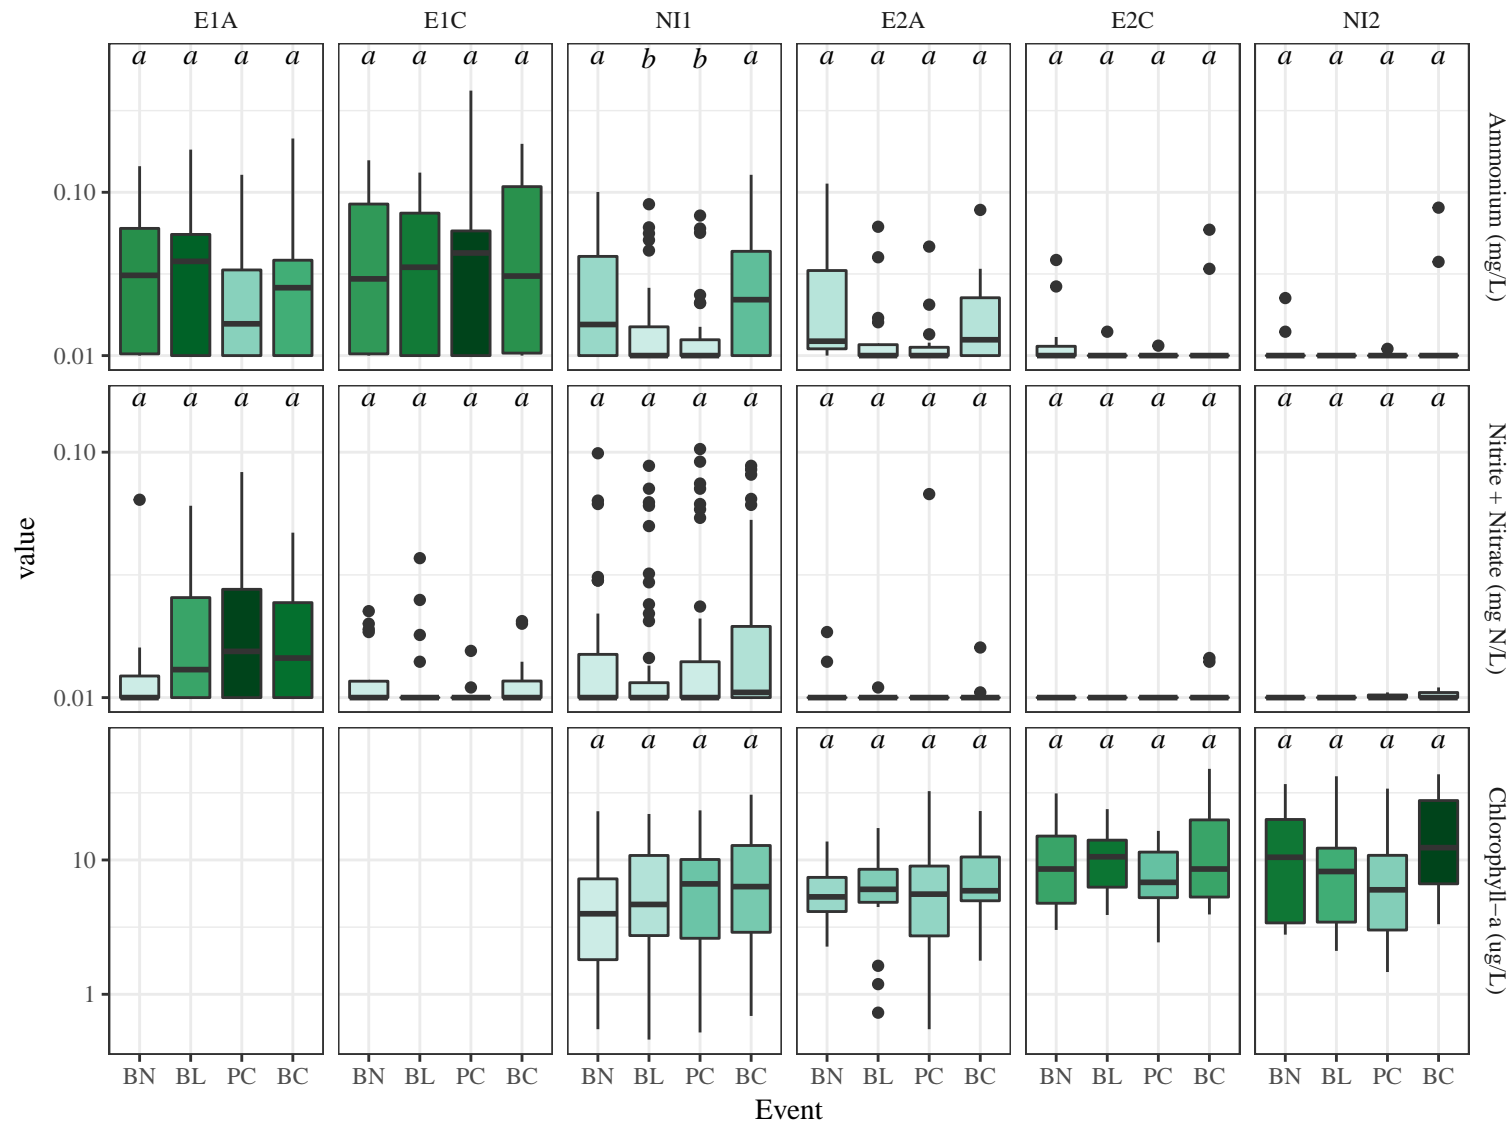 E1A E1C NI1 E2A E2C NI2
a a a a a a a a a b b a a a a a a a a a a a a a
0.10
0.01
Ammonium (mg/L)
a a a a a a a a a a a a a a a a a a a a a a a a
0.10
0.01
Nitrite + Nitrate (mg N/L)
a a a a a a a a a a a a a a a a
10
1
Chlorophyll−a (ug/L)
value
BN BL PC BC BN BL PC BC BN BL PC BC BN BL PC BC BN BL PC BC BN BL PC BC
Event